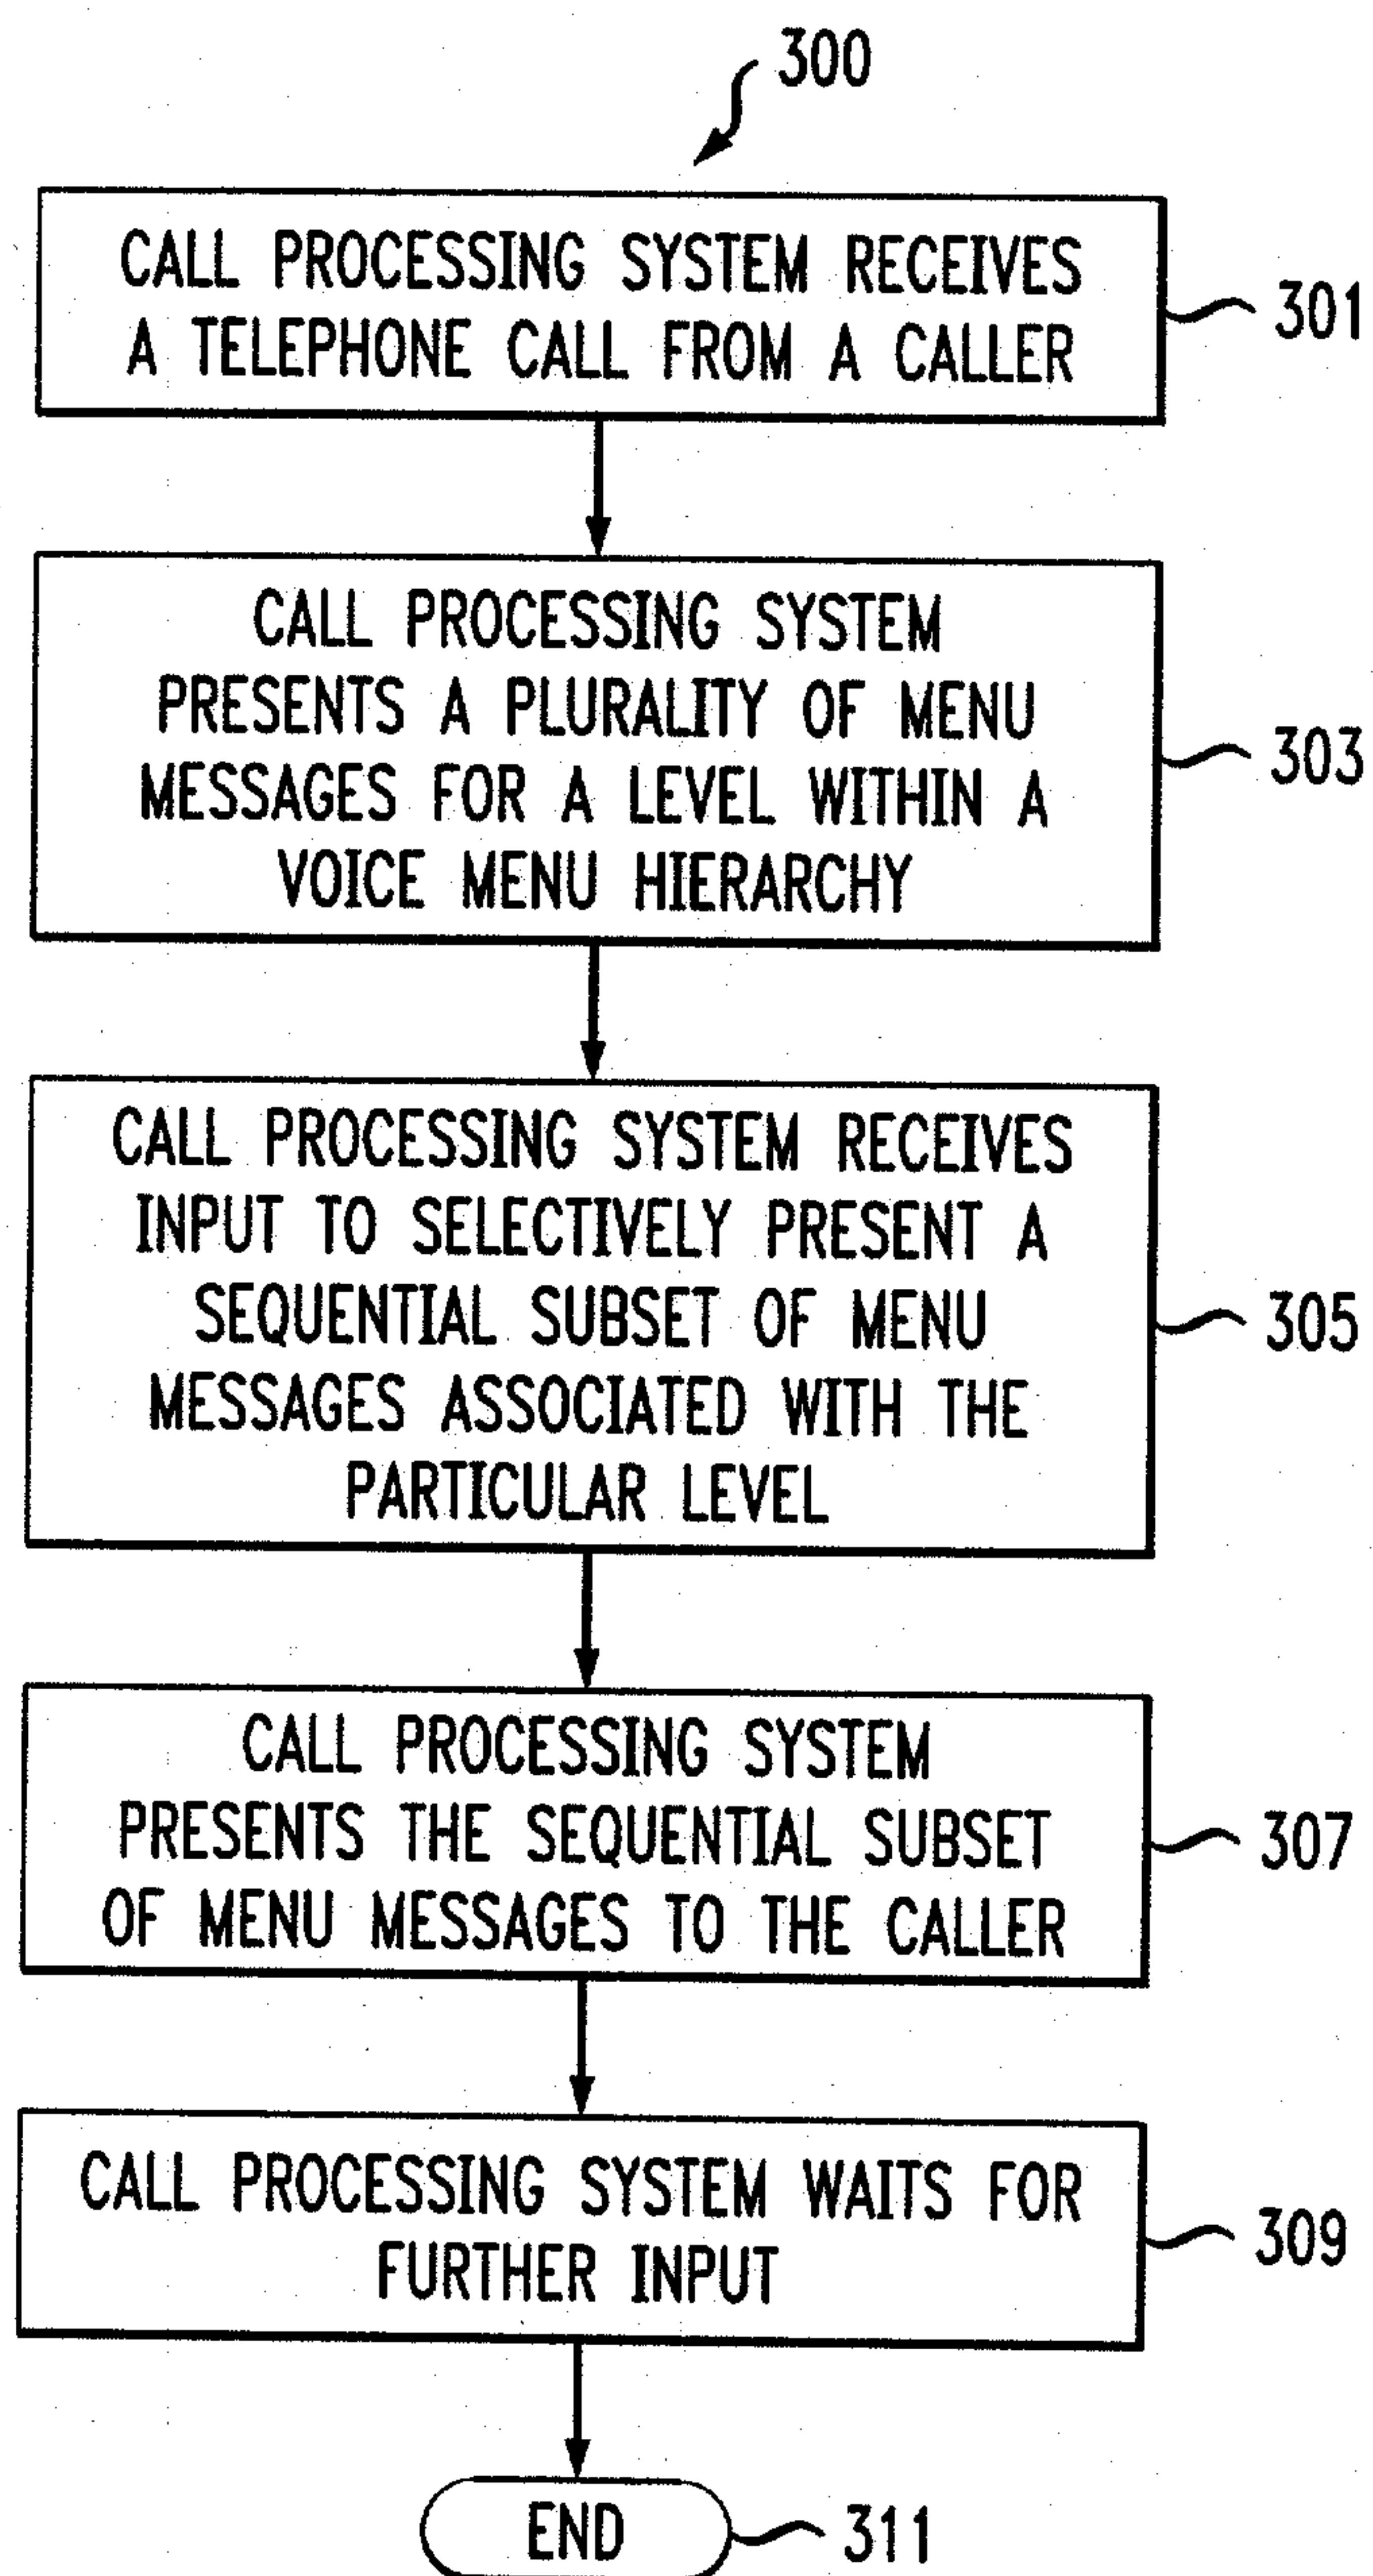 300
CALL PROCESSING SYSTEM RECEIVES
A TELEPHONE CALL FROM A CALLER
301
CALL PROCESSING SYSTEM
PRESENTS A PLURALITY OF MENU
MESSAGES FOR A LEVEL WITHIN A
VOICE MENU HIERARCHY
303
CALL PROCESSING SYSTEM RECEIVES
INPUT TO SELECTIVELY PRESENT A
SEQUENTIAL SUBSET OF MENU
MESSAGES ASSOCIATED WITH THE
PARTICULAR LEVEL
305
CALL PROCESSING SYSTEM
PRESENTS THE SEQUENTIAL SUBSET
OF MENU MESSAGES TO THE CALLER
307
CALL PROCESSING SYSTEM WAITS FOR
FURTHER INPUT
309
END
311